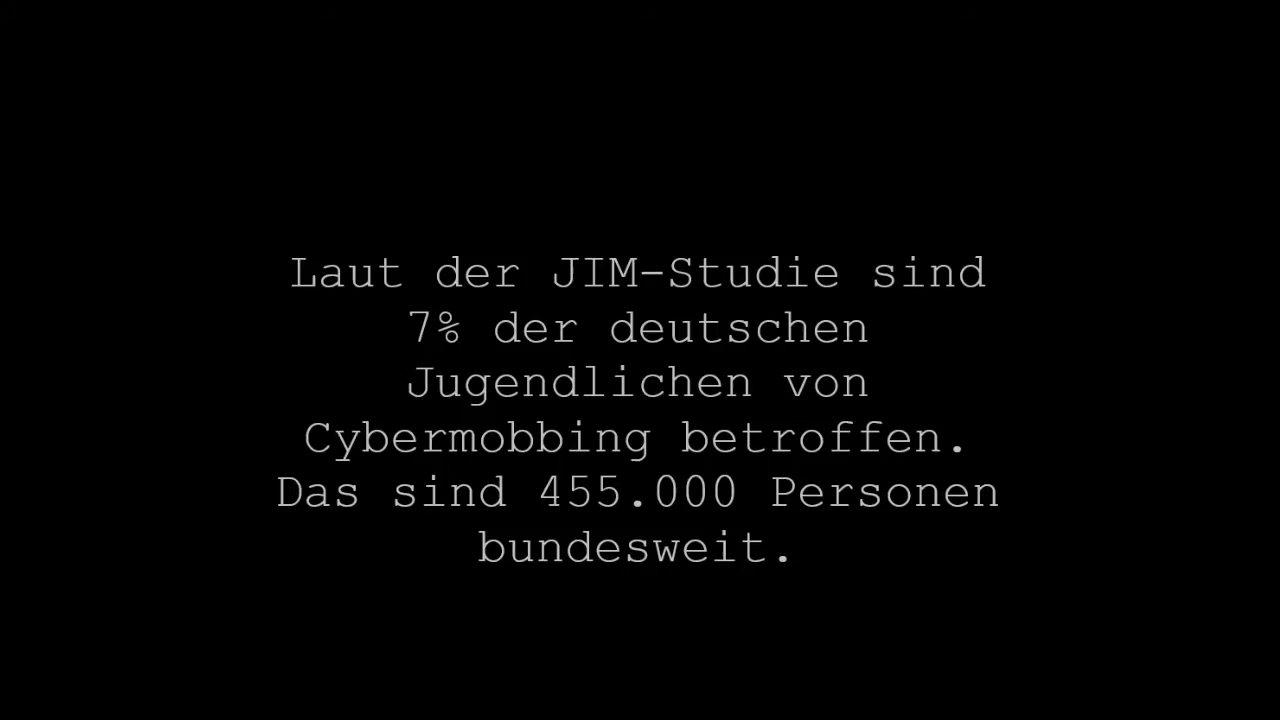 Laut der JIM-Studie sind
7% der deutschen
Jugendlichen von
Cybermobbing betroffen.
Das sind 455.000 Personen
bundesweit.